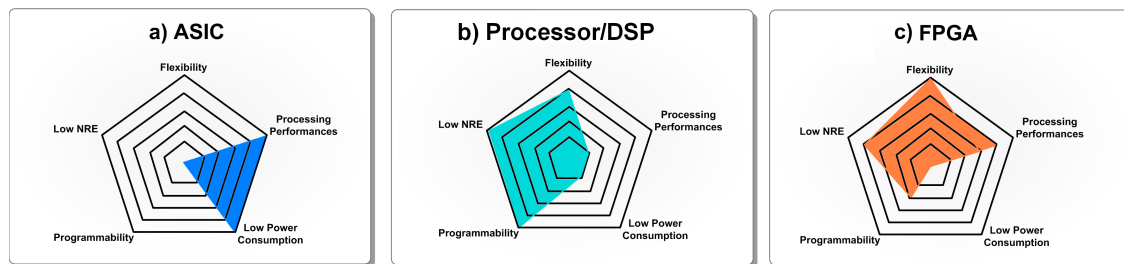 a) ASIC
Flexibility
Low NRE
Processing
Performances
Programmability
Low Power
Consumption
b) Processor/DSP
Flexibility
Low NRE
Processing
Performances
Programmability
Low Power
Consumption
c) FPGA
Flexibility
Low NRE
Processing
Performances
Programmability
Low Power
Consumption